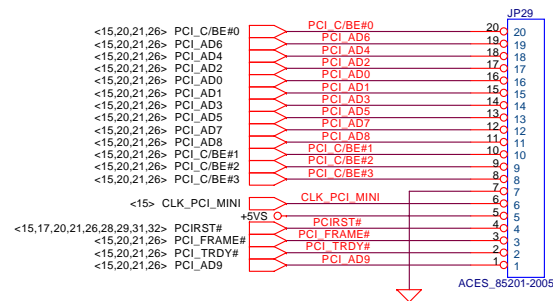 JP29
<15,20,21,26> PCI_C/BE#0 PCI_C/BE#0 20 20
<15,20,21,26> PCI_AD6 PCI_AD6 19 19
<15,20,21,26> PCI_AD4 PCI_AD4 18 18
<15,20,21,26> PCI_AD2 PCI_AD2 17 17
<15,20,21,26> PCI_AD0 PCI_AD0 16 16
<15,20,21,26> PCI_AD1 PCI_AD1 15 15
<15,20,21,26> PCI_AD3 PCI_AD3 14 14
<15,20,21,26> PCI_AD5 PCI_AD5 13 13
<15,20,21,26> PCI_AD7 PCI_AD7 12 12
<15,20,21,26> PCI_AD8 PCI_AD8 11 11
<15,20,21,26> PCI_C/BE#1 PCI_C/BE#1 10 10
<15,20,21,26> PCI_C/BE#2 PCI_C/BE#2 9 9
<15,20,21,26> PCI_C/BE#3 PCI_C/BE#3 8 8
7 7
<15> CLK_PCI_MINI CLK_PCI_MINI 6 6
+5VS 5 5
<15,17,20,21,26,28,29,31,32> PCIRST# PCIRST# 4 4
<15,20,21,26> PCI_FRAME# PCI_FRAME# 3 3
<15,20,21,26> PCI_TRDY# PCI_TRDY# 2 2
<15,20,21,26> PCI_AD9 PCI_AD9 1 1
ACES_85201-2005